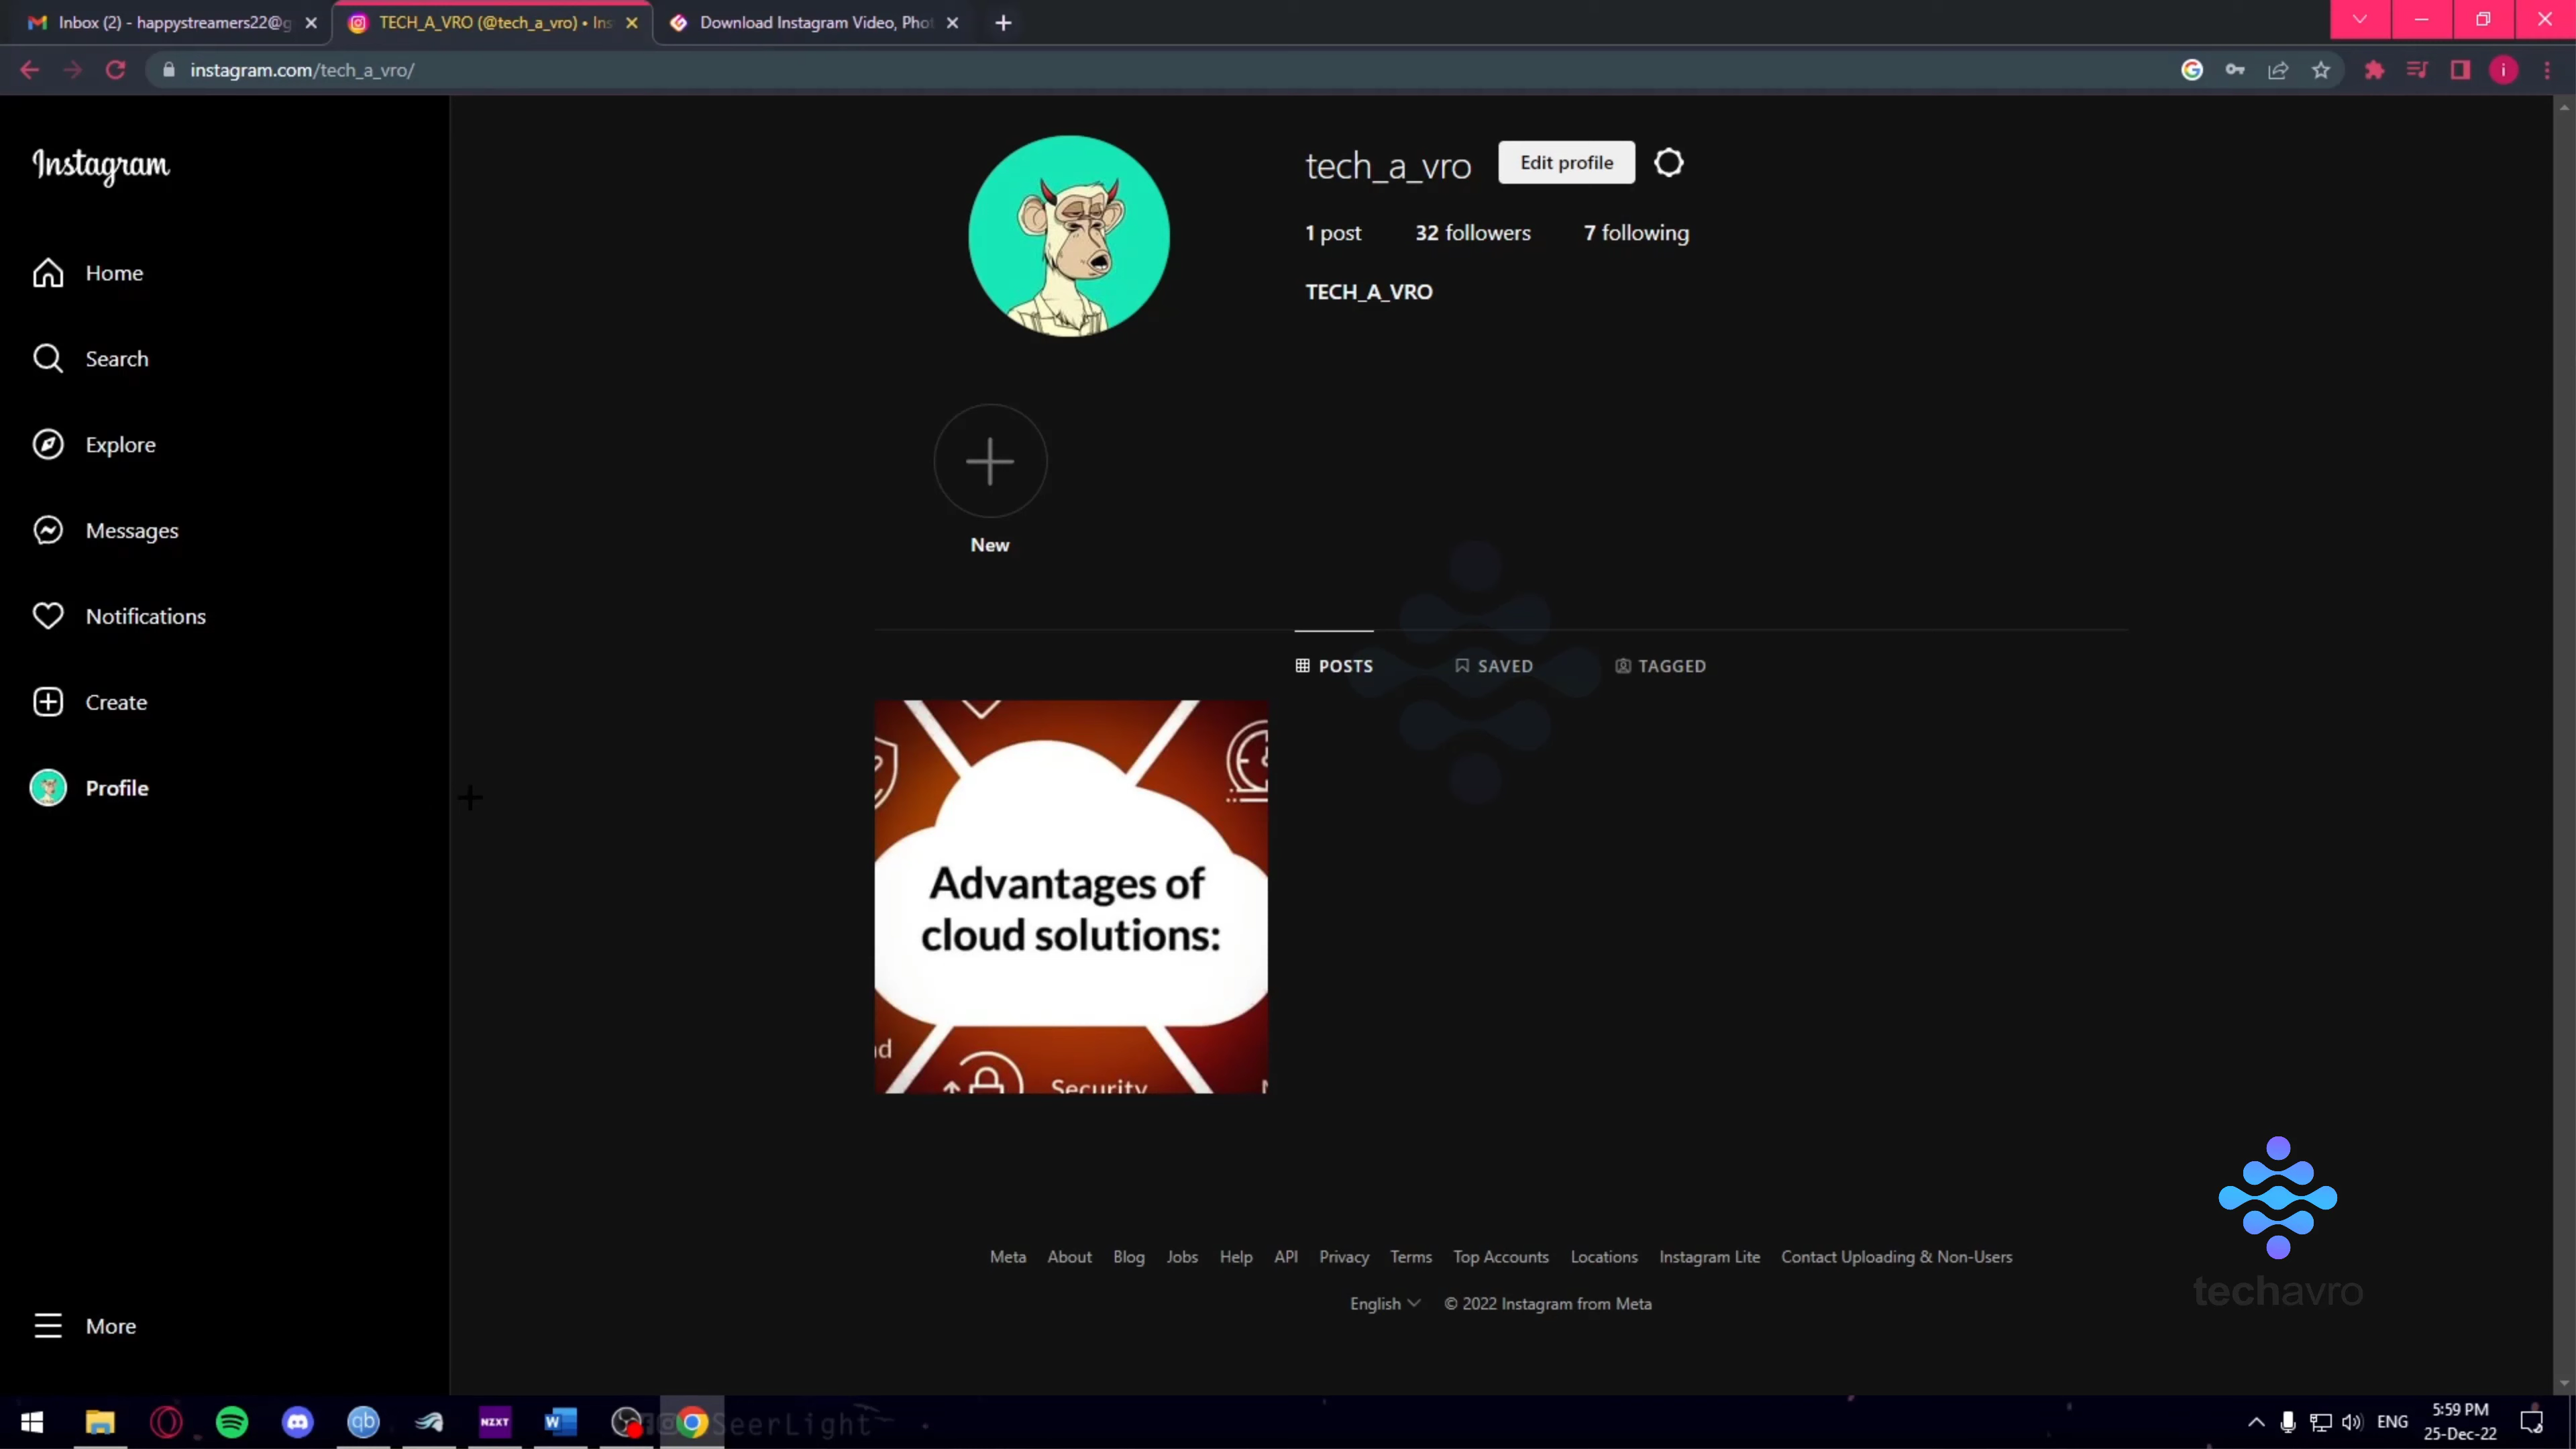 Inbox (2) - happystreamers22@g
TECH_A_VRO (@tech_a_vro) • Ins
Download Instagram Video, Phot
instagram.com/tech_a_vro/
i
Instagram
Home
Search
Explore
Messages
Notifications
Create
Profile
More
tech_a_vro
Edit profile
1 post 32 followers 7 following
TECH_A_VRO
New
POSTS SAVED TAGGED
Advantages of
cloud solutions:
Security
Meta About Blog Jobs Help API Privacy Terms Top Accounts Locations Instagram Lite Contact Uploading & Non-Users
English © 2022 Instagram from Meta
techavro
qb
NZXT
W
SeerLight
ENG
5:59 PM
25-Dec-22